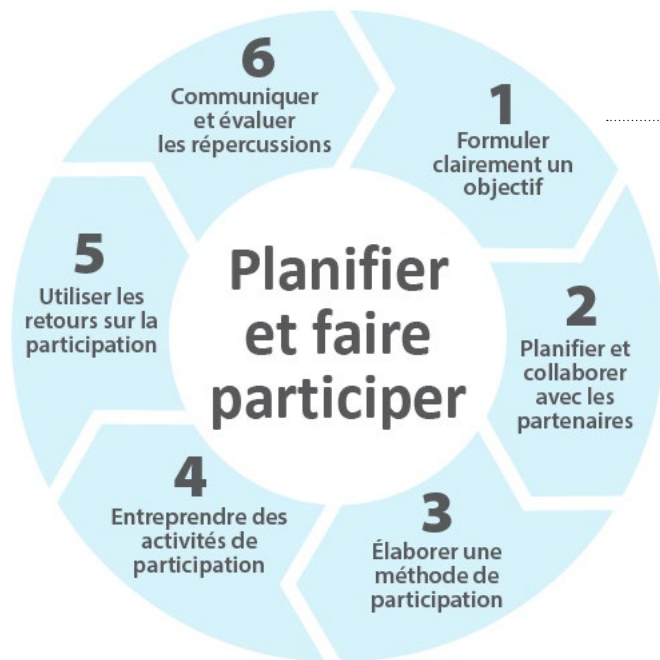 Planifier
et faire
participer
1
Formuler
clairement un
objectif
2
Planifier et
collaborer
avec les
partenaires
3
Élaborer une
méthode de
participation
4
Entreprendre des
activités de
participation
5
Utiliser les
retours sur la
participation
6
Communiquer
et évaluer
les répercussions